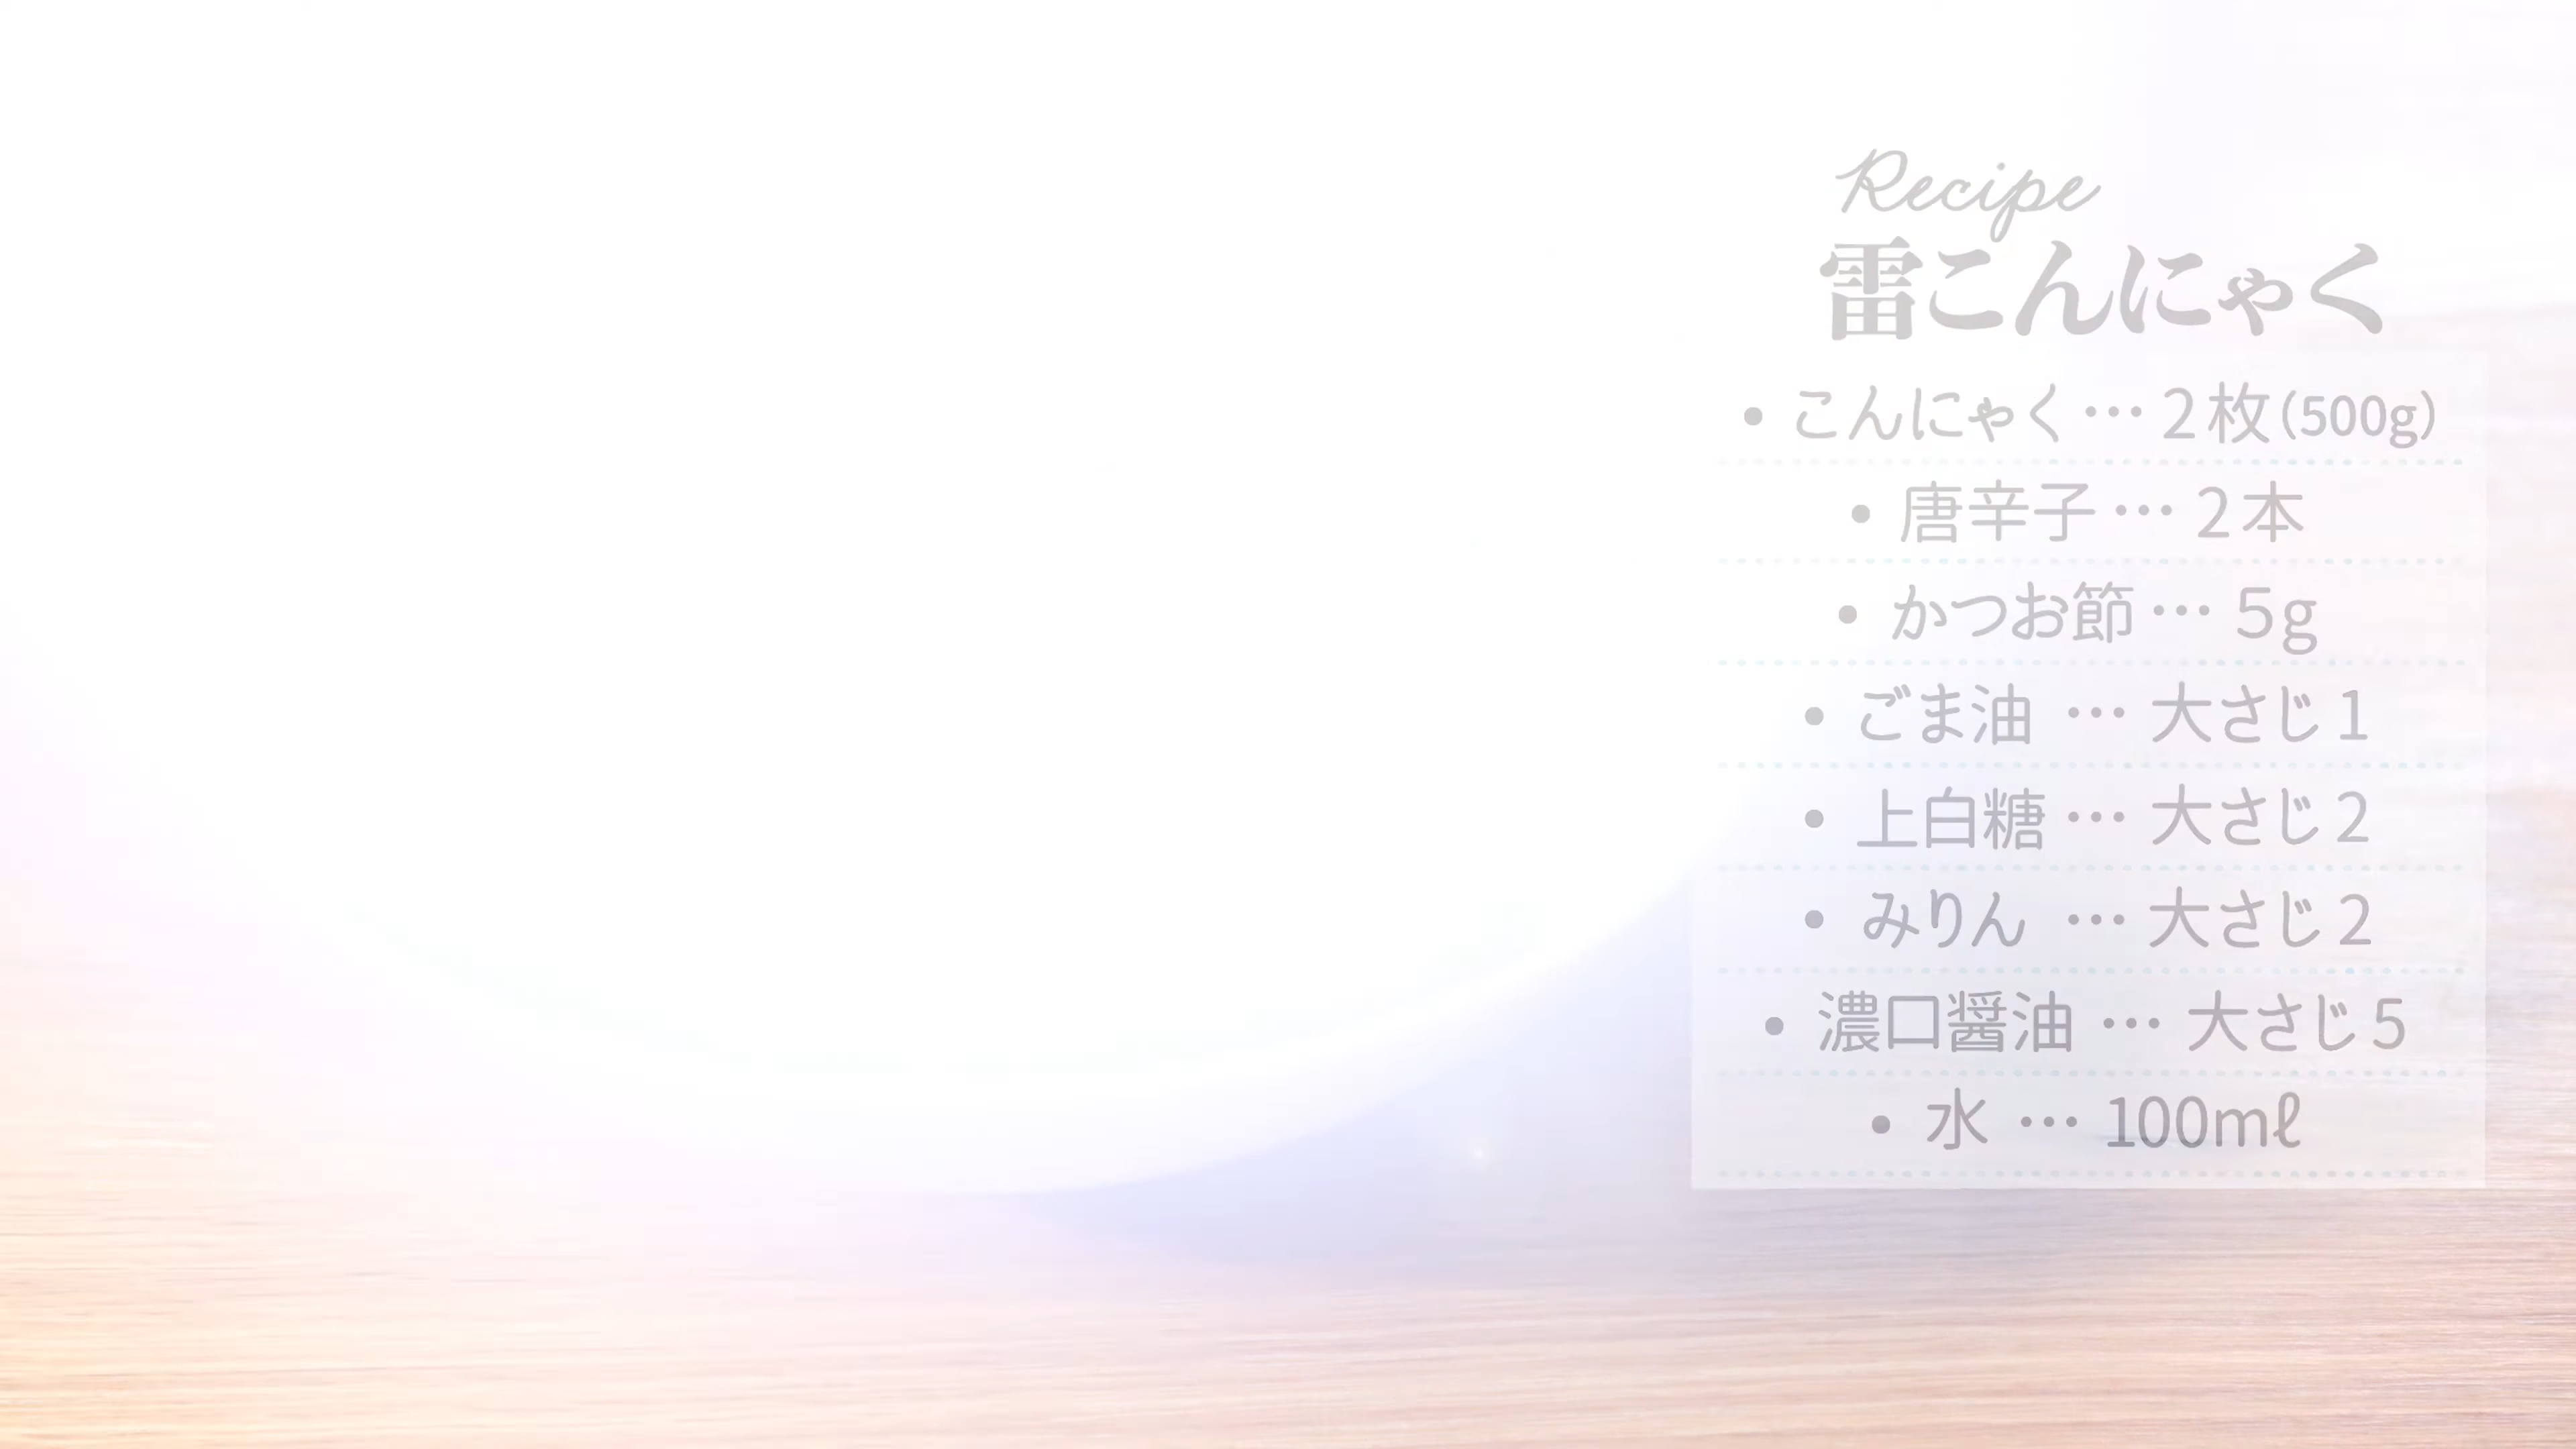 Recipe
雷こんにゃく
• こんにゃく … 2枚(500g)
• 唐辛子 … 2本
• かつお節 … 5g
• ごま油 … 大さじ1
• 上白糖 … 大さじ2
• みりん … 大さじ2
• 濃口醤油 … 大さじ5
• 水 … 100mℓ